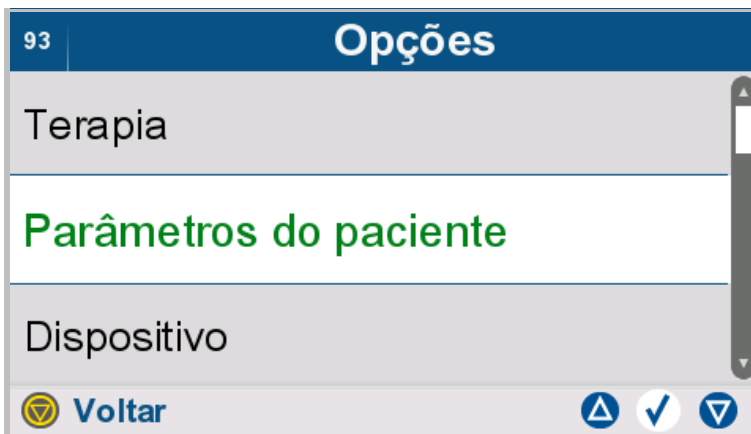 93
Opções
Terapia
Parâmetros do paciente
Dispositivo
Voltar